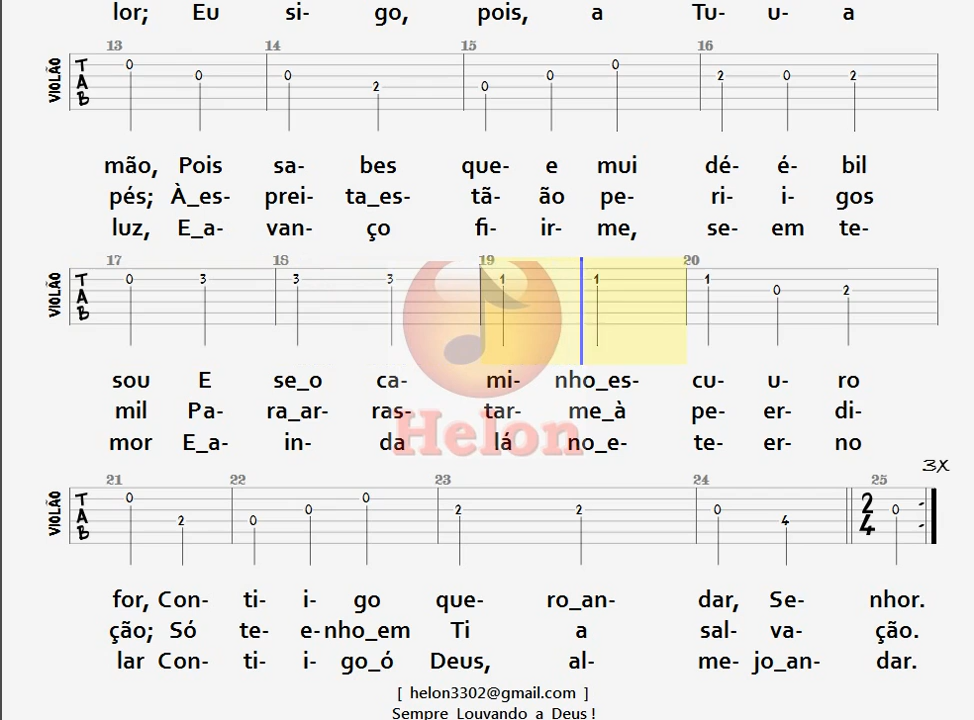 lor; Eu si- go, pois, a Tu- u- a
13 14 15 16
VIOLÃO TAB 0 0 0 2 0 0 0 2 0 2
mão, Pois sa- bes que- e mui dé- é- bil
pés; À_es- prei- ta_es- tã- ão pe- ri- i- gos
luz, E_a- van- ço fi- ir- me, se- em te-
17 18 19 20
VIOLÃO TAB 0 3 3 3 1 1 1 0 2
sou E se_o ca- mi- nho_es- cu- u- ro
mil Pa- ra_ar- ras- tar- me_à pe- er- di-
mor E_a- in- da lá no_e- te- er- no
Helon
3X
21 22 23 24 25
VIOLÃO TAB 0 2 0 0 0 2 2 0 4 2/4 0
for, Con- ti- i- go que- ro_an- dar, Se- nhor.
ção; Só te- e- nho_em Ti a sal- va- ção.
lar Con- ti- i- go_ó Deus, al- me- jo_an- dar.
[ helon3302@gmail.com ]
Sempre Louvando a Deus!